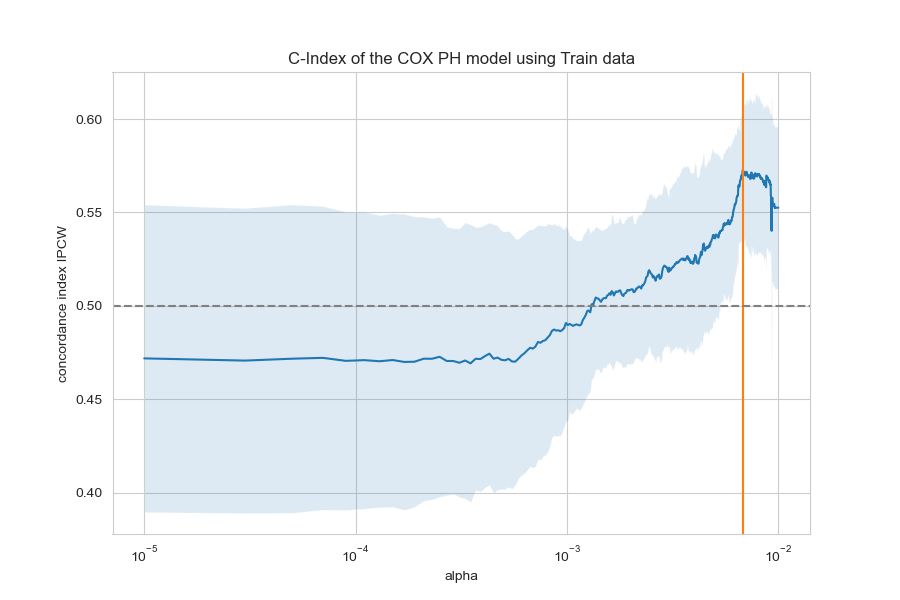 C-Index of the COX PH model using Train data
concordance index IPCW
0.60
0.55
0.50
0.45
0.40
10⁻⁵ 10⁻⁴ 10⁻³ 10⁻²
alpha